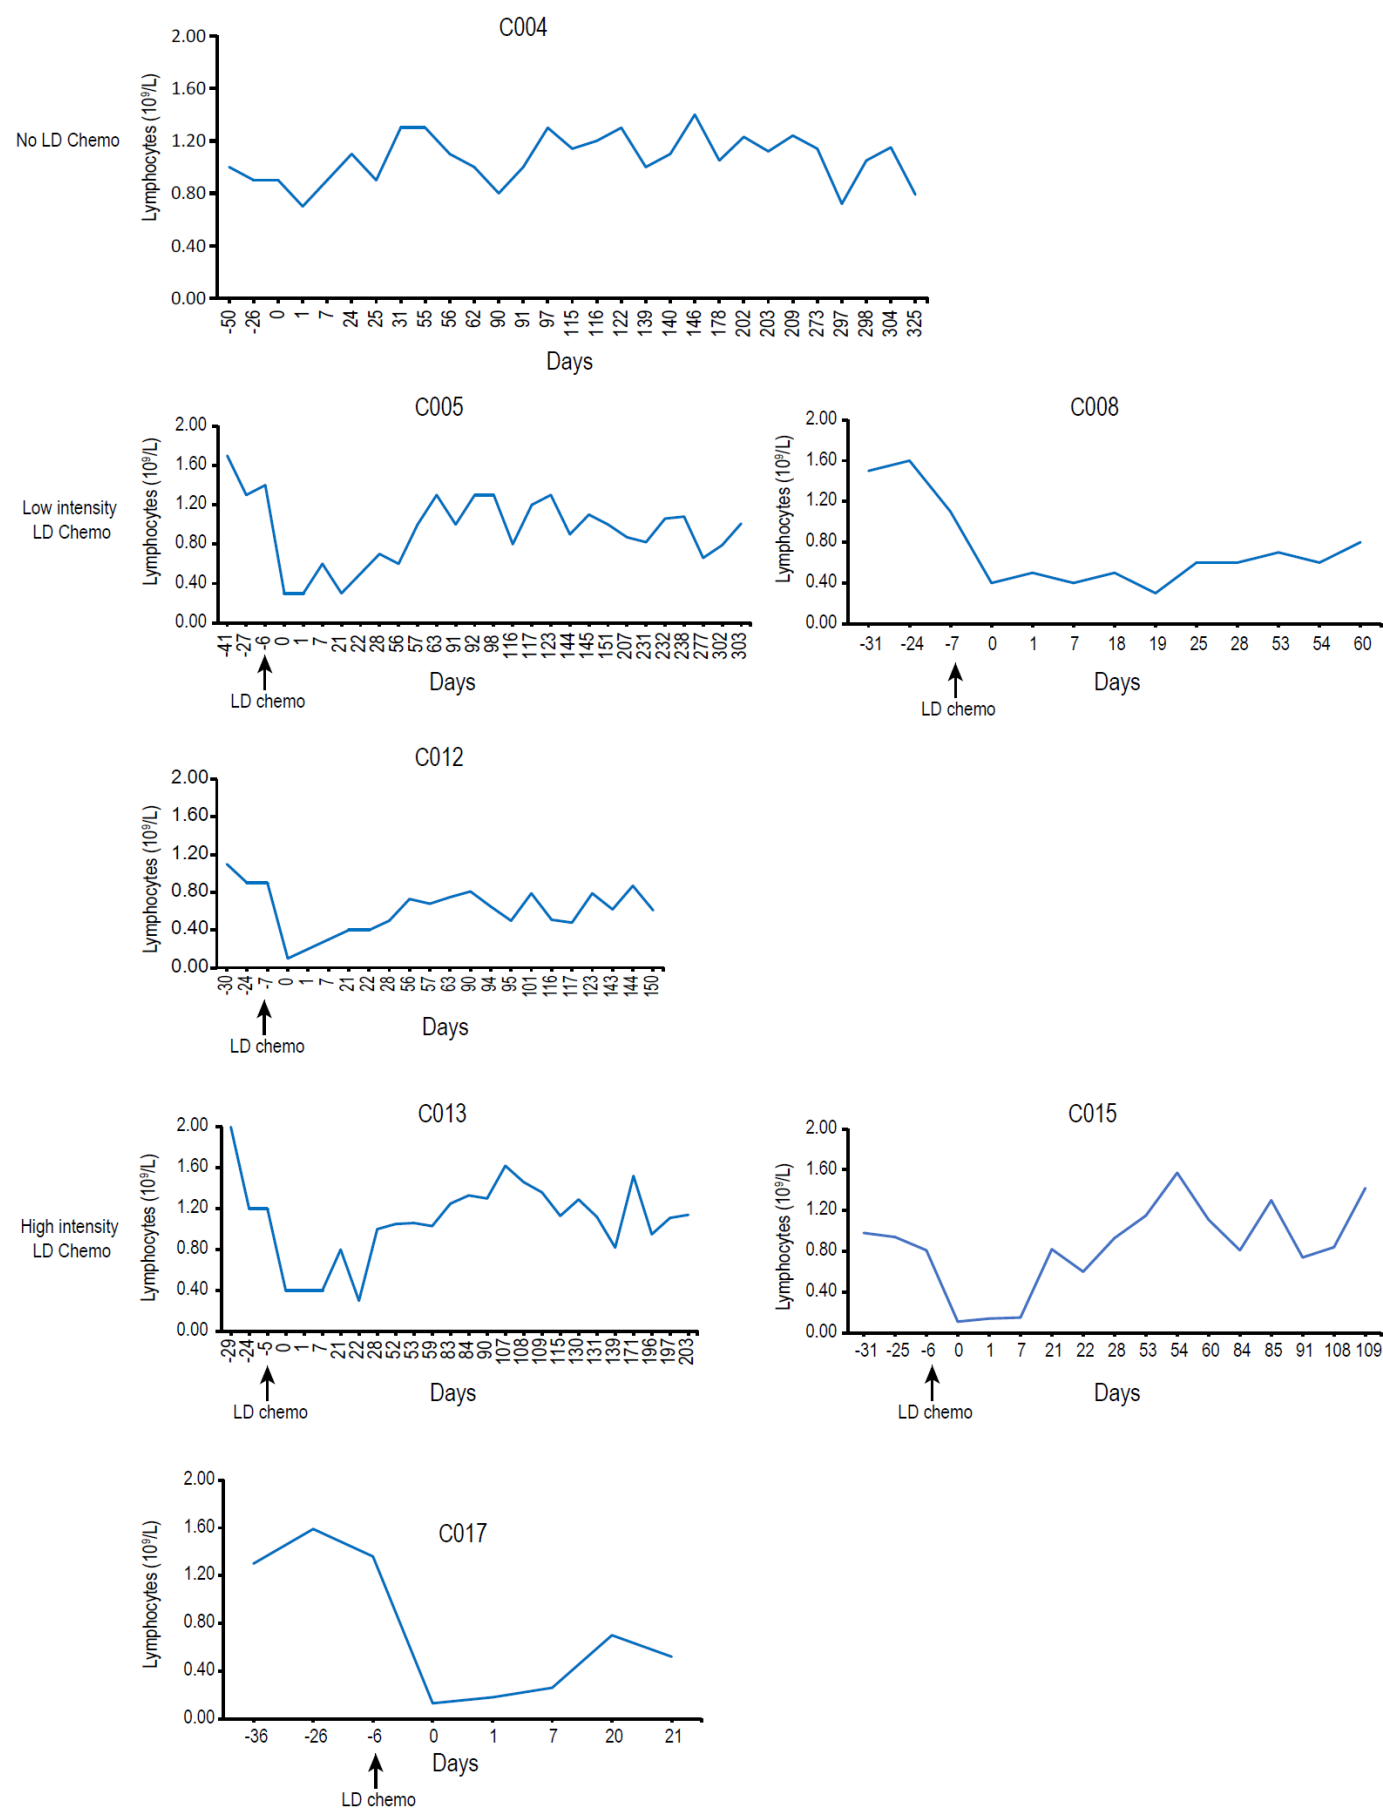 C004
No LD Chemo
Lymphocytes (10⁹/L)
2.00
1.60
1.20
0.80
0.40
0.00
-50 -26 0 1 7 24 25 31 55 56 62 90 91 97 115 116 122 139 140 146 178 202 203 209 273 297 298 304 325
Days
Low intensity
LD Chemo
C005
Lymphocytes (10⁹/L)
2.00
1.60
1.20
0.80
0.40
0.00
-41 -27 -6 0 1 7 21 22 28 56 57 63 91 92 98 116 117 123 144 145 151 207 231 232 238 277 302 303
Days
LD chemo
C008
Lymphocytes (10⁹/L)
2.00
1.60
1.20
0.80
0.40
0.00
-31 -24 -7 0 1 7 18 19 25 28 53 54 60
Days
LD chemo
C012
Lymphocytes (10⁹/L)
2.00
1.60
1.20
0.80
0.40
0.00
-30 -24 -7 0 1 7 21 22 28 56 57 63 90 94 95 101 116 117 123 143 144 150
Days
LD chemo
High intensity
LD Chemo
C013
Lymphocytes (10⁹/L)
2.00
1.60
1.20
0.80
0.40
0.00
-29 -24 -5 0 1 7 21 22 28 52 53 59 83 84 90 107 108 109 115 130 131 139 171 196 197 203
Days
LD chemo
C015
Lymphocytes (10⁹/L)
2.00
1.60
1.20
0.80
0.40
0.00
-31 -25 -6 0 1 7 21 22 28 53 54 60 84 85 91 108 109
Days
LD chemo
C017
Lymphocytes (10⁹/L)
2.00
1.60
1.20
0.80
0.40
0.00
-36 -26 -6 0 1 7 20 21
Days
LD chemo